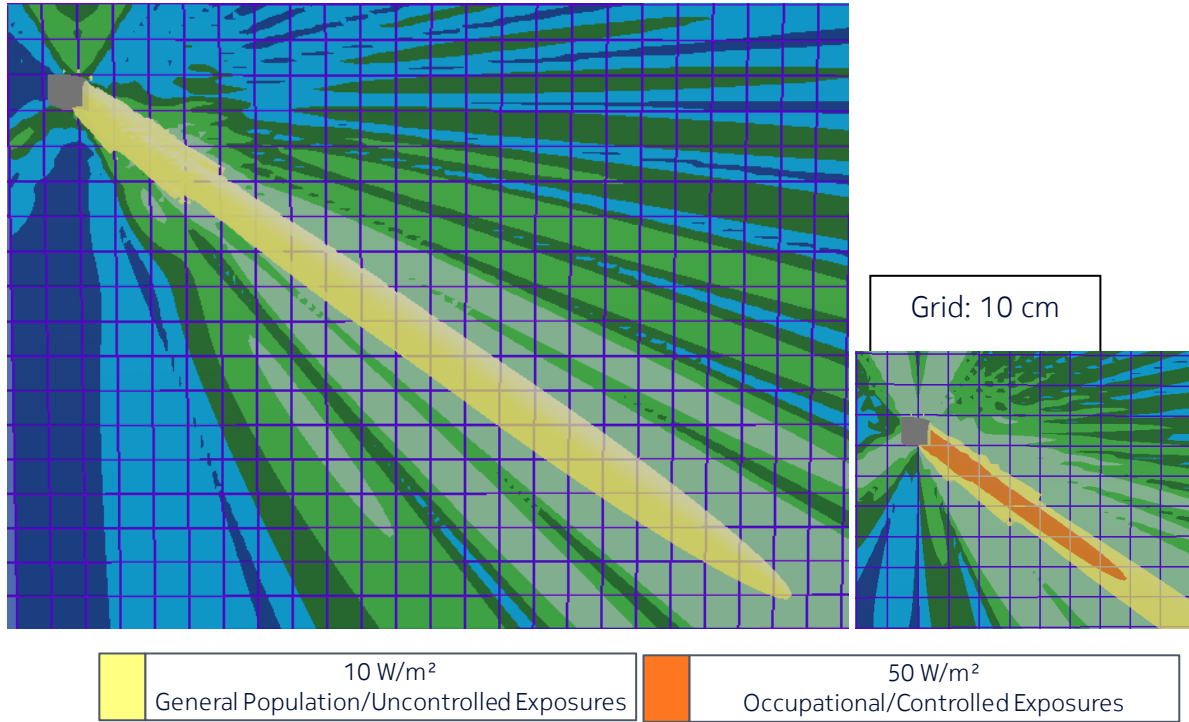 Grid: 10 cm
10 W/m²
General Population/Uncontrolled Exposures
50 W/m²
Occupational/Controlled Exposures